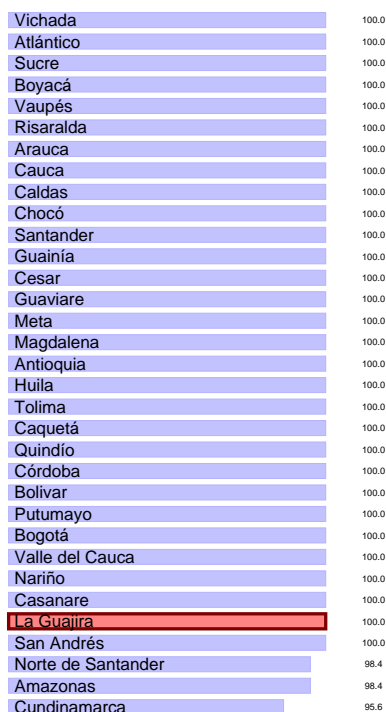 Vichada 100.0
Atlántico 100.0
Sucre 100.0
Boyacá 100.0
Vaupés 100.0
Risaralda 100.0
Arauca 100.0
Cauca 100.0
Caldas 100.0
Chocó 100.0
Santander 100.0
Guainía 100.0
Cesar 100.0
Guaviare 100.0
Meta 100.0
Magdalena 100.0
Antioquia 100.0
Huila 100.0
Tolima 100.0
Caquetá 100.0
Quindío 100.0
Córdoba 100.0
Bolivar 100.0
Putumayo 100.0
Bogotá 100.0
Valle del Cauca 100.0
Nariño 100.0
Casanare 100.0
La Guajira 100.0
San Andrés 100.0
Norte de Santander 98.4
Amazonas 98.4
Cundinamarca 95.6